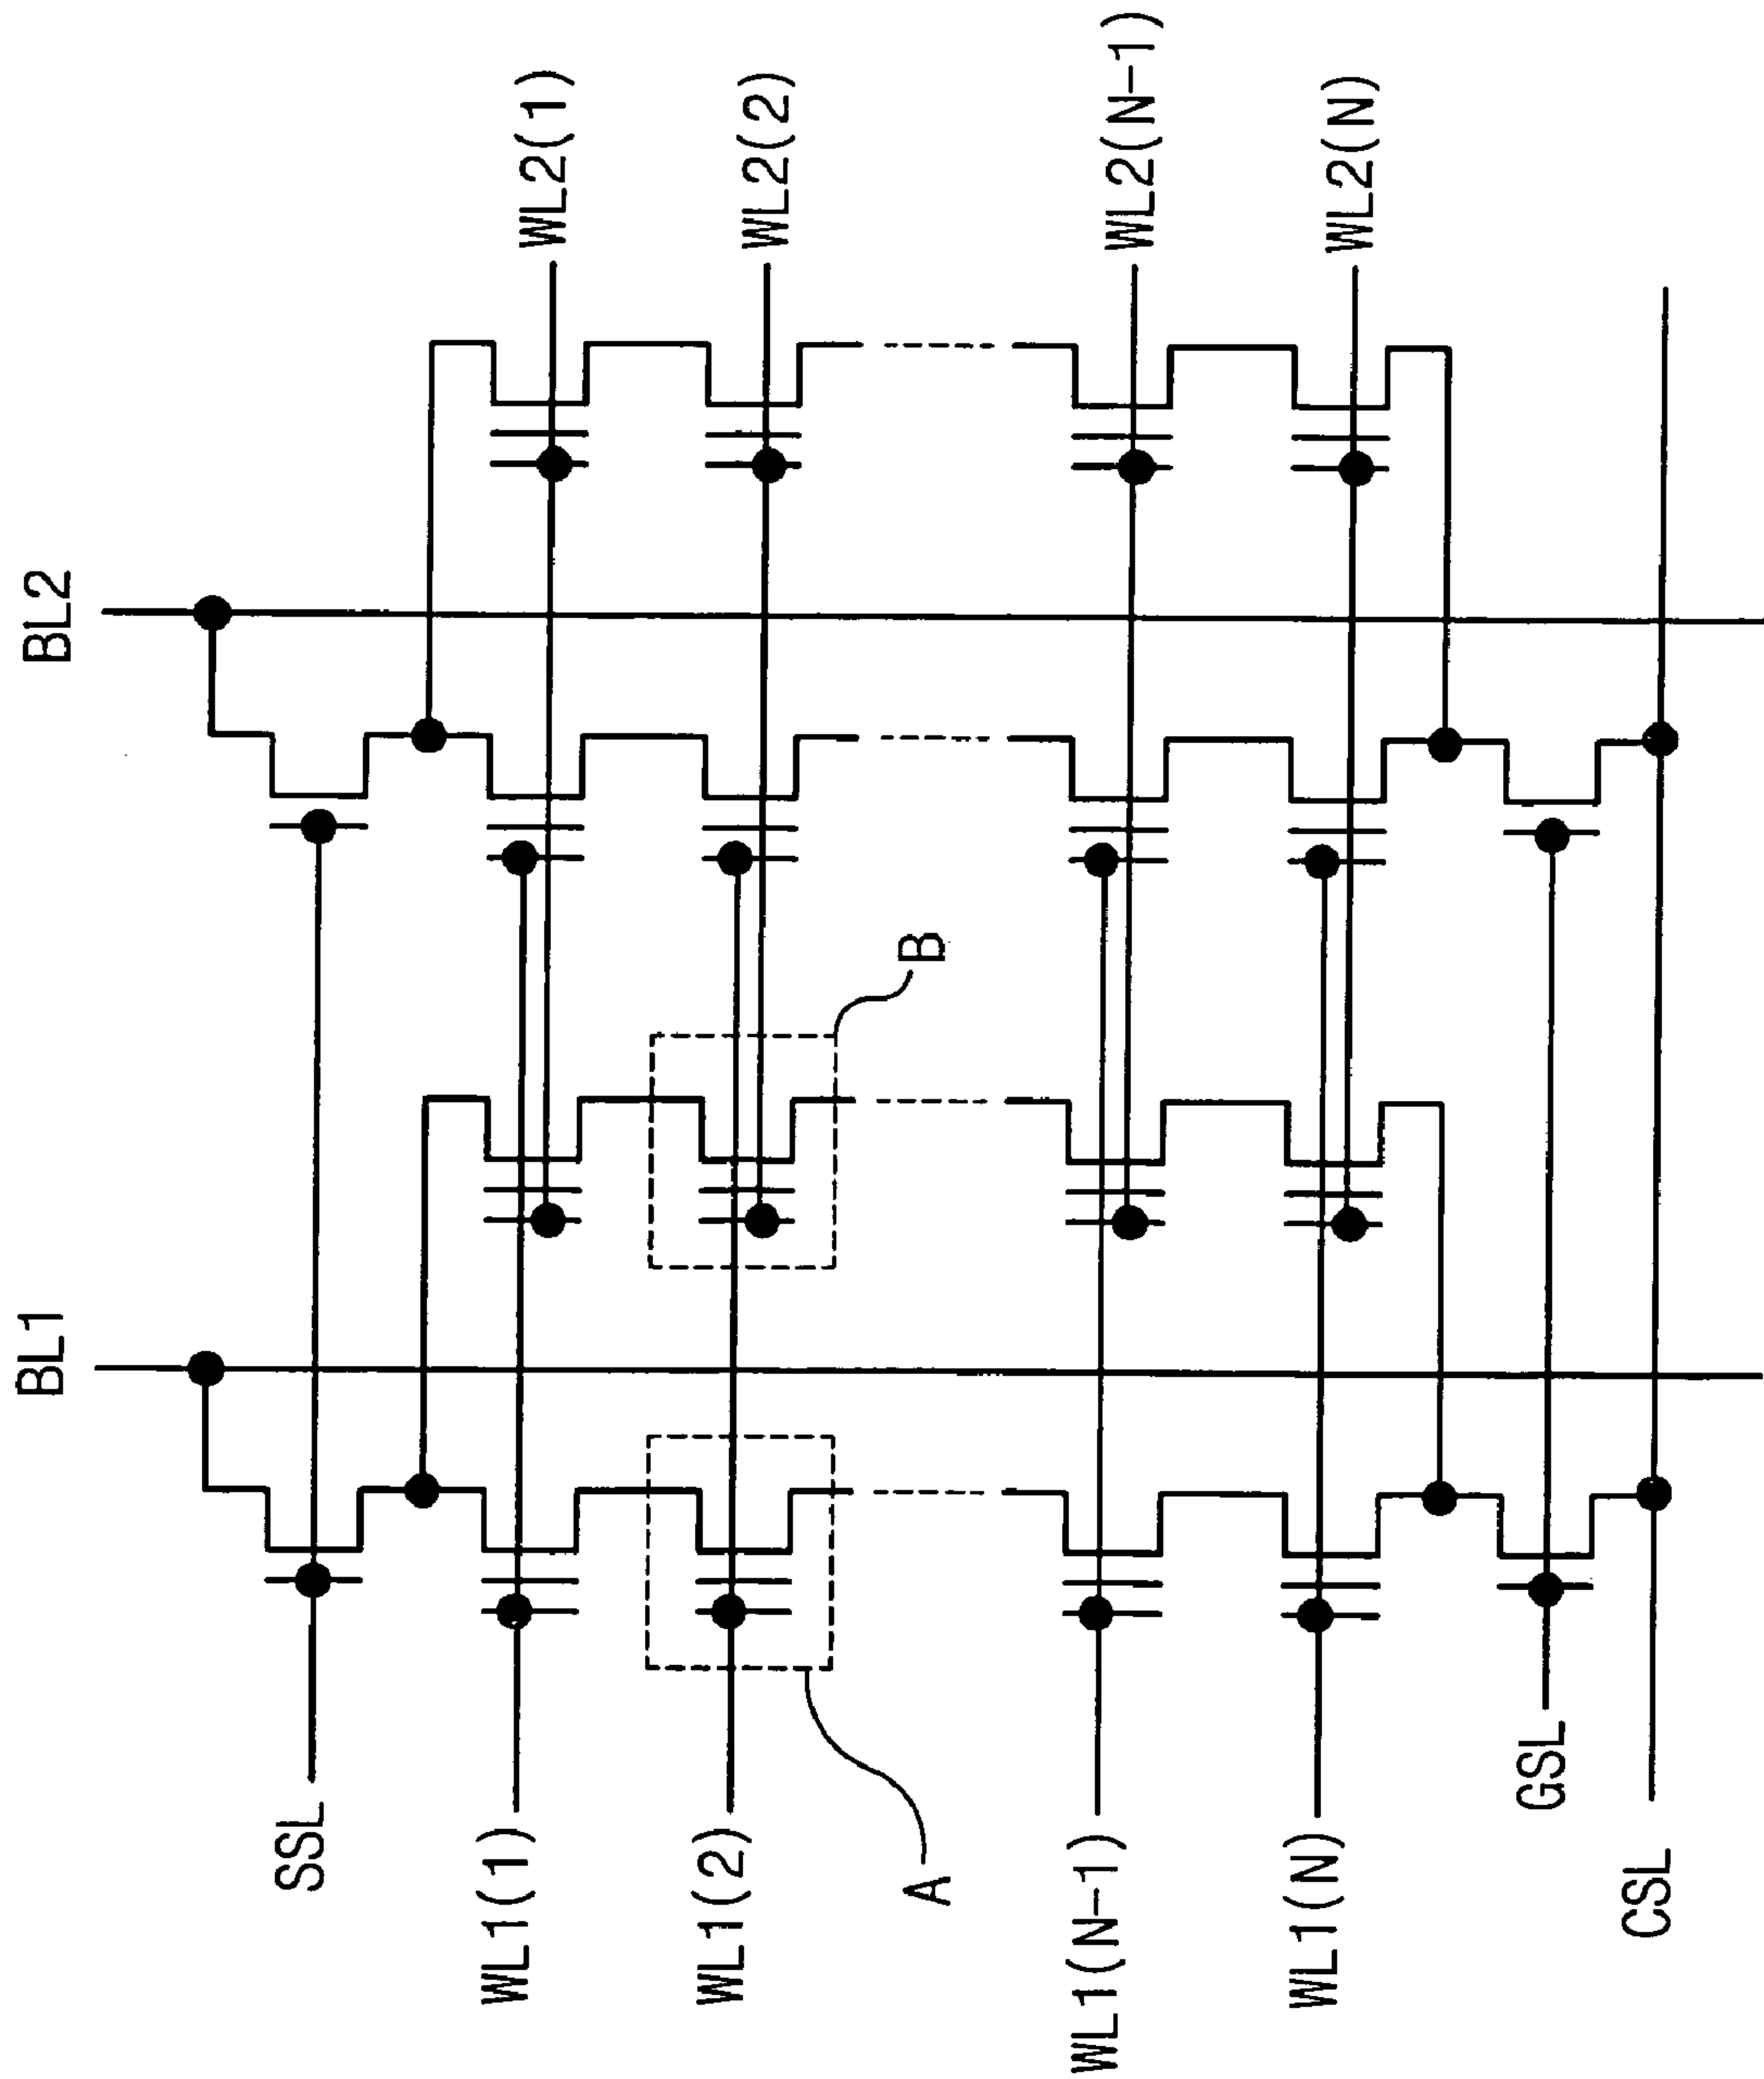 BL1
BL2
SSL
WL1(1)
WL2(1)
WL1(2)
WL2(2)
A
B
WL1(N-1)
WL2(N-1)
WL1(N)
WL2(N)
GSL
CSL